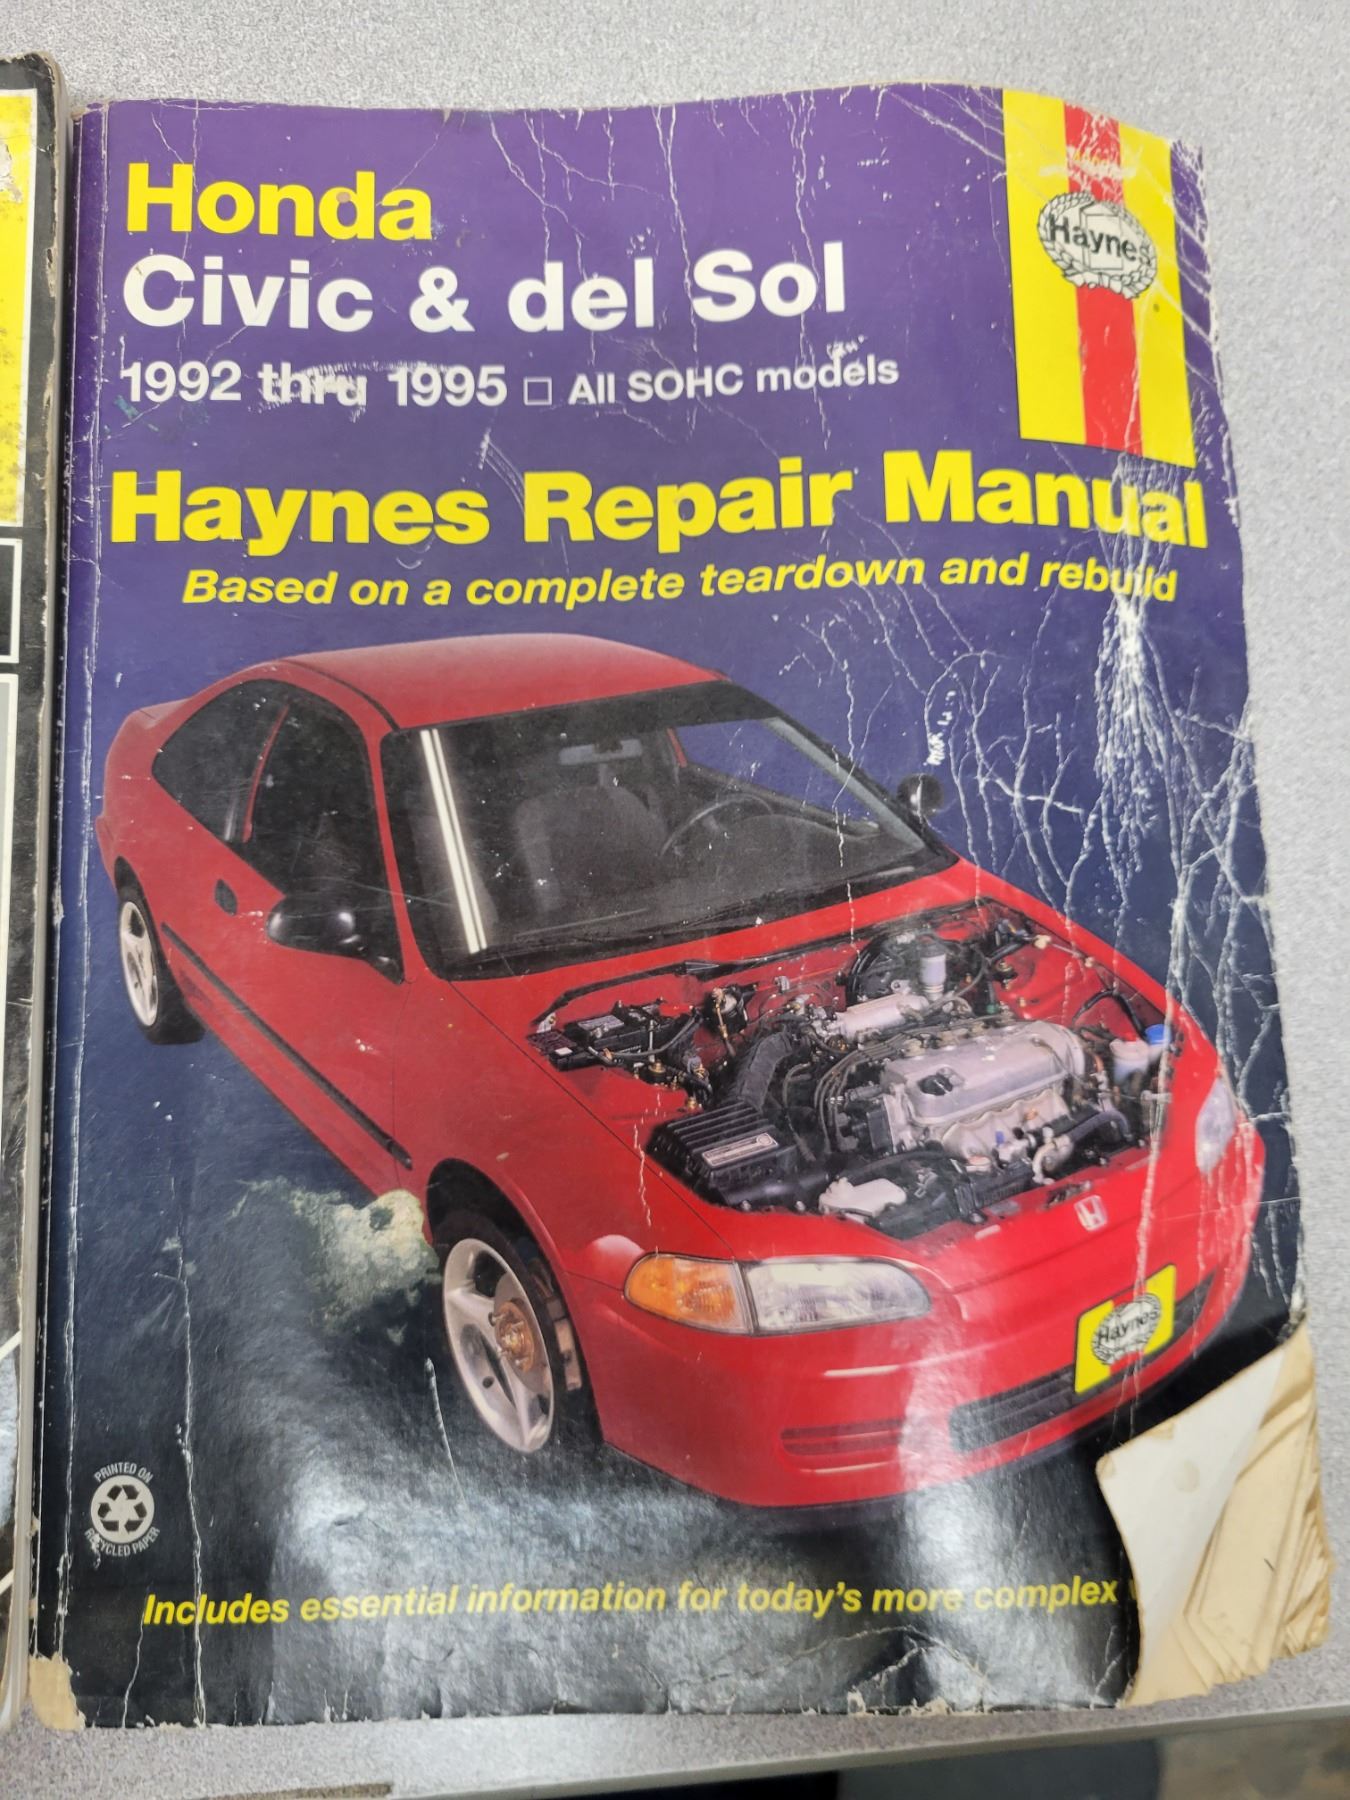 Honda
Civic & del Sol
1992 thru 1995 □ All SOHC models
Haynes
Haynes Repair Manual
Based on a complete teardown and rebuild
Haynes
PRINTED ON
RECYCLED PAPER
Includes essential information for today's more complex